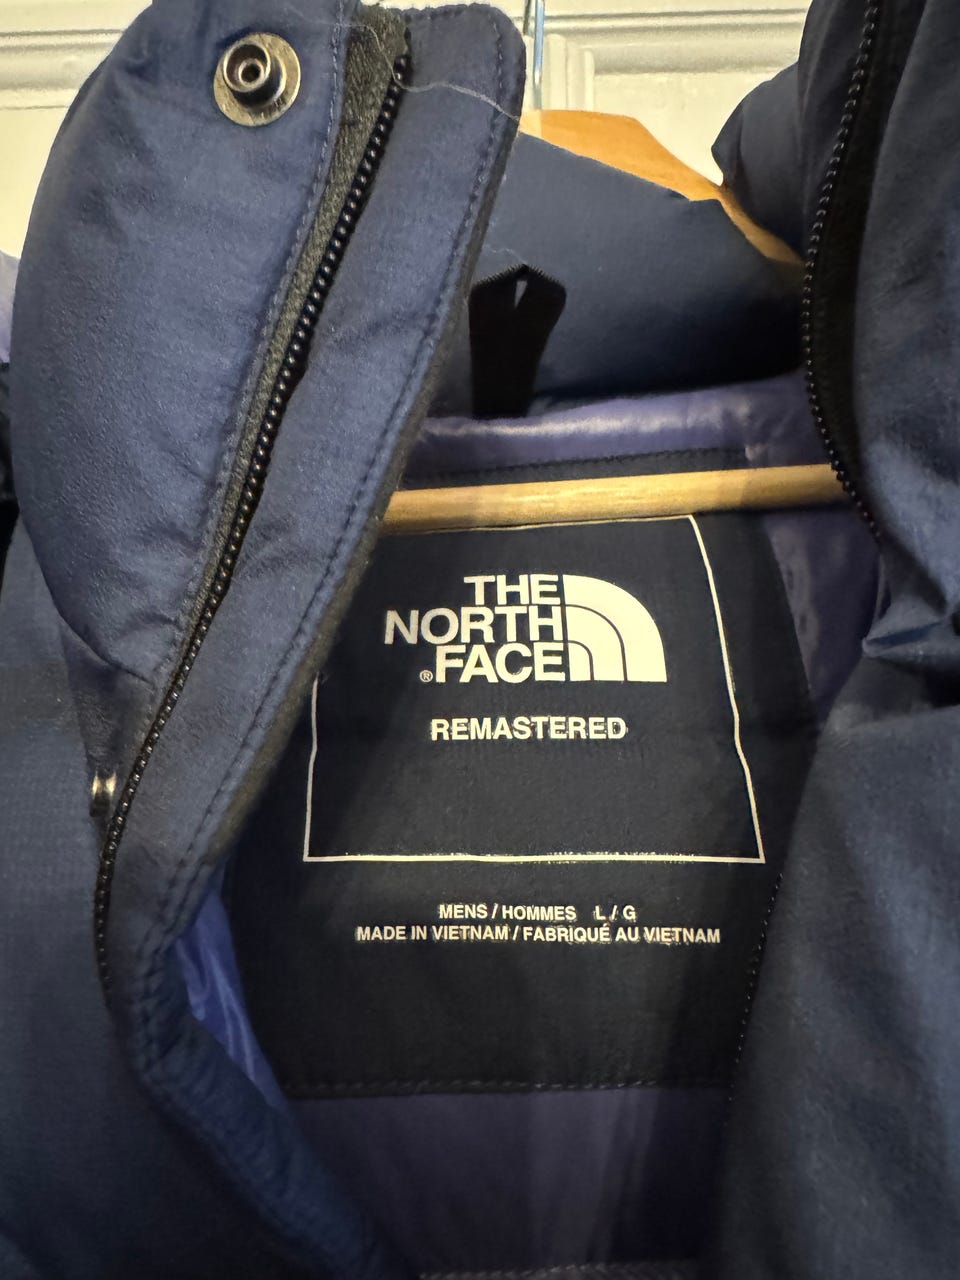 THE
NORTH
®FACE
REMASTERED
MENS / HOMMES L / G
MADE IN VIETNAM / FABRIQUÉ AU VIETNAM